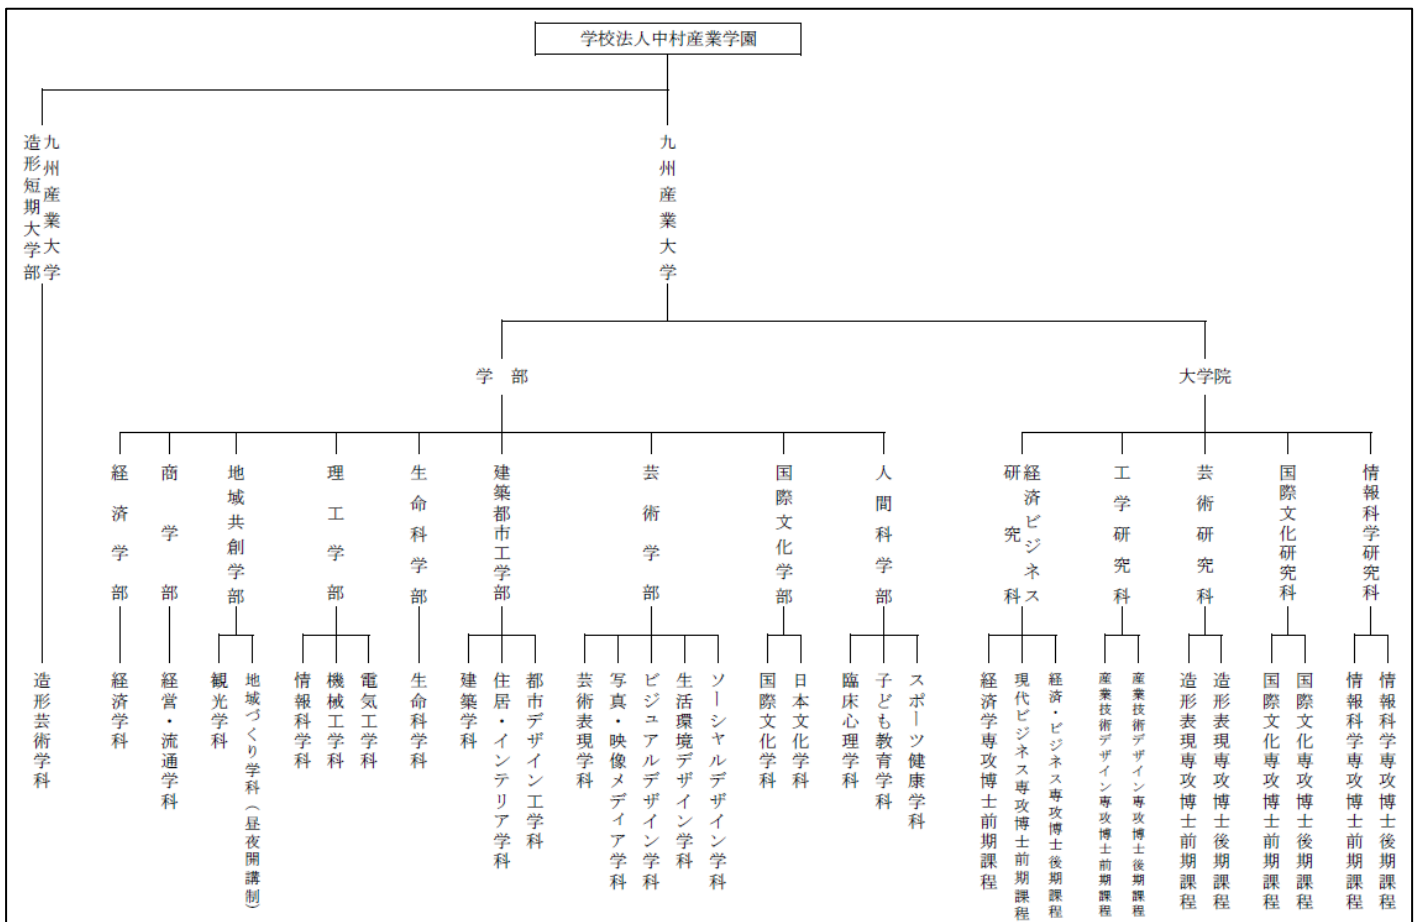 学校法人中村産業学園
九州産業大学
造形短期大学部
九州産業大学
学　部
大学院
経済学部
商学部
地域共創学部
理工学部
生命科学部
建築都市工学部
芸術学部
国際文化学部
人間科学部
経済ビジネス
研究科
工学研究科
芸術研究科
国際文化研究科
情報科学研究科
造形芸術学科
経済学科
経営・流通学科
観光学科
地域づくり学科（昼夜開講制）
情報科学科
機械工学科
電気工学科
生命科学科
建築学科
住居・インテリア学科
都市デザイン工学科
芸術表現学科
写真・映像メディア学科
ビジュアルデザイン学科
生活環境デザイン学科
ソーシャルデザイン学科
国際文化学科
日本文化学科
臨床心理学科
子ども教育学科
スポーツ健康学科
経済学専攻博士前期課程
現代ビジネス専攻博士前期課程
経済・ビジネス専攻博士後期課程
産業技術デザイン専攻博士前期課程
産業技術デザイン専攻博士後期課程
造形表現専攻博士前期課程
造形表現専攻博士後期課程
国際文化専攻博士前期課程
国際文化専攻博士後期課程
情報科学専攻博士前期課程
情報科学専攻博士後期課程